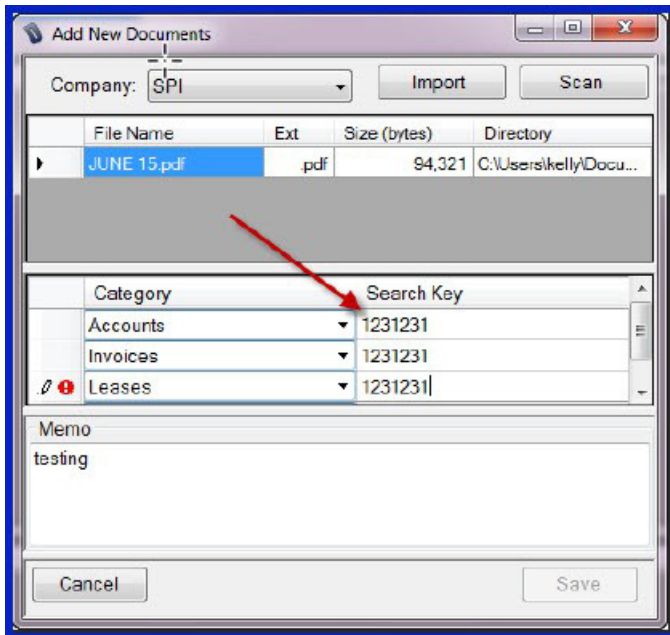 Add New Documents
Company: SPI Import Scan
File Name Ext Size (bytes) Directory
JUNE 15.pdf .pdf 94,321 C:\Users\kelly\Docu...
Category Search Key
Accounts 1231231
Invoices 1231231
Leases 1231231
Memo
testing
Cancel Save